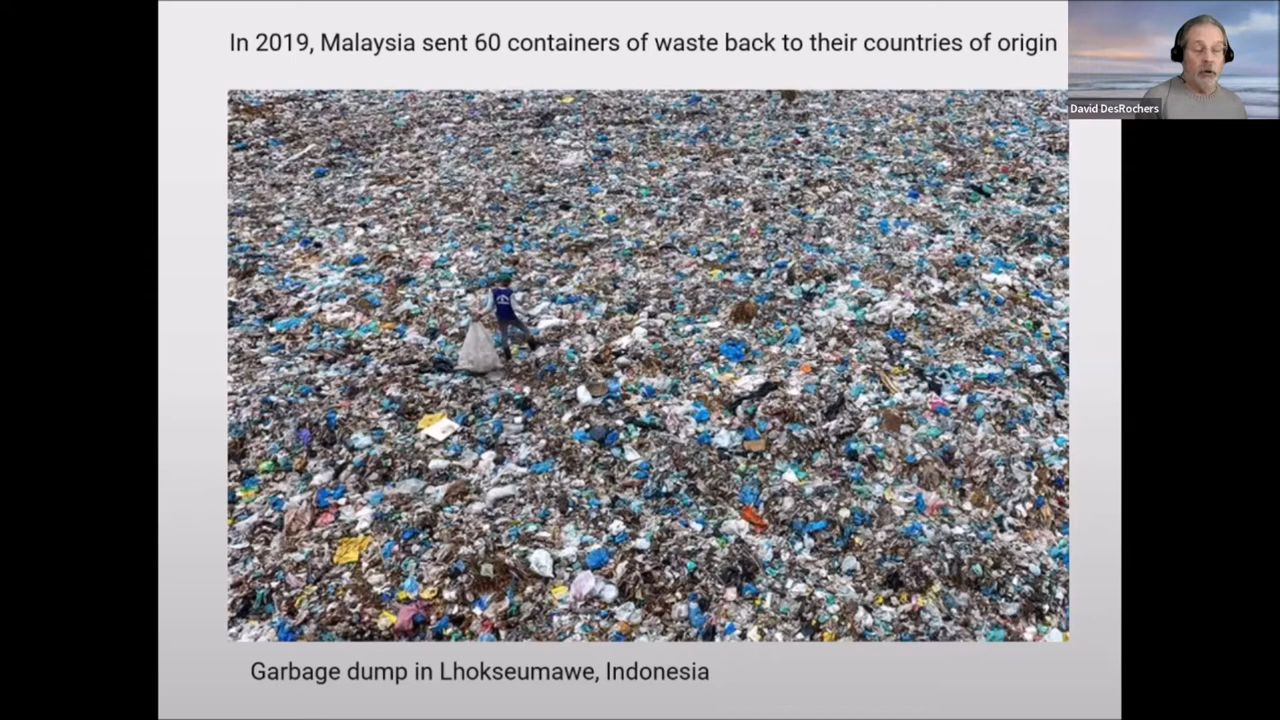 In 2019, Malaysia sent 60 containers of waste back to their countries of origin
David DesRochers
Garbage dump in Lhokseumawe, Indonesia